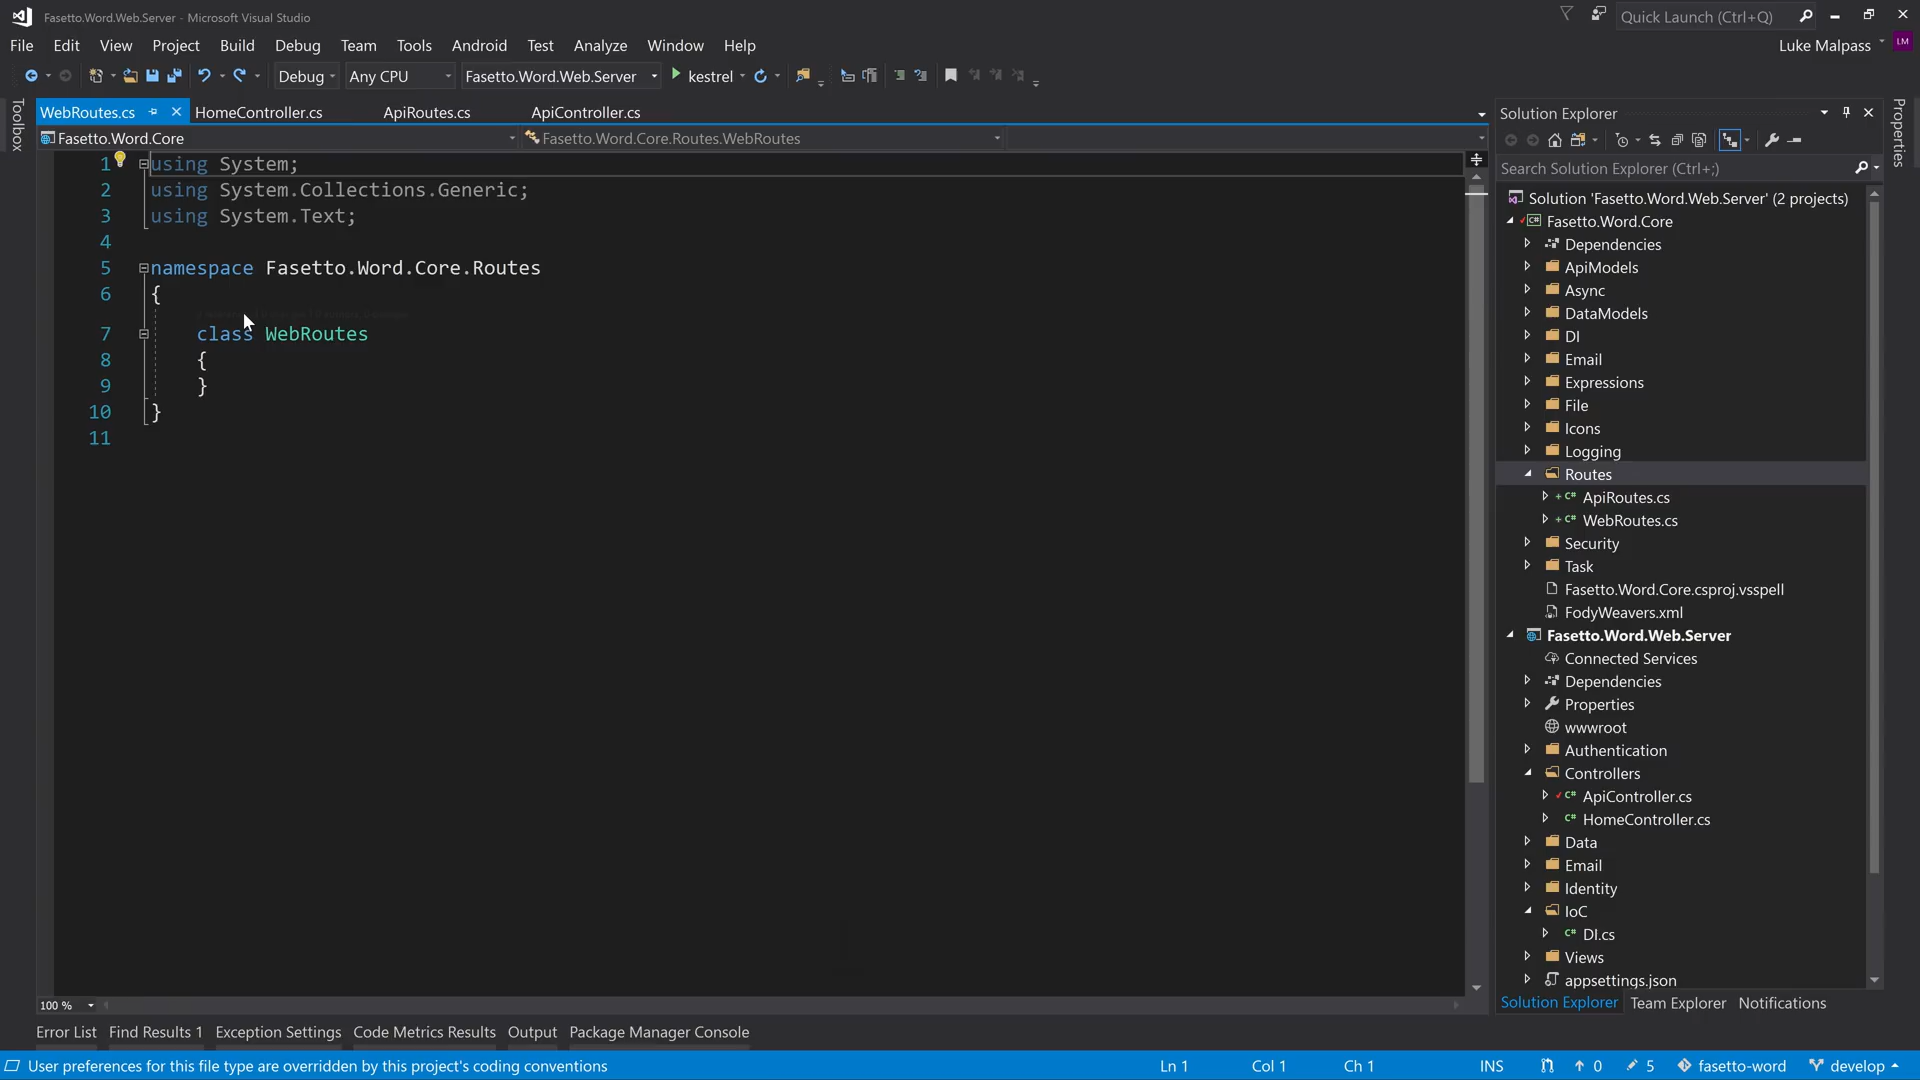 Fasetto.Word.Web.Server - Microsoft Visual Studio
Quick Launch (Ctrl+Q)
File Edit View Project Build Debug Team Tools Android Test Analyze Window Help
Luke Malpass LM
Debug Any CPU Fasetto.Word.Web.Server kestrel
Toolbox
WebRoutes.cs HomeController.cs ApiRoutes.cs ApiController.cs
Fasetto.Word.Core Fasetto.Word.Core.Routes.WebRoutes
1 using System;
2 using System.Collections.Generic;
3 using System.Text;
4
5 namespace Fasetto.Word.Core.Routes
6 {
7 class WebRoutes
8 {
9 }
10 }
11
100 %
Solution Explorer
Search Solution Explorer (Ctrl+;)
Solution 'Fasetto.Word.Web.Server' (2 projects)
Fasetto.Word.Core
Dependencies
ApiModels
Async
DataModels
DI
Email
Expressions
File
Icons
Logging
Routes
ApiRoutes.cs
WebRoutes.cs
Security
Task
Fasetto.Word.Core.csproj.vsspell
FodyWeavers.xml
Fasetto.Word.Web.Server
Connected Services
Dependencies
Properties
wwwroot
Authentication
Controllers
ApiController.cs
HomeController.cs
Data
Email
Identity
IoC
DI.cs
Views
appsettings.json
Solution Explorer Team Explorer Notifications
Properties
Error List Find Results 1 Exception Settings Code Metrics Results Output Package Manager Console
User preferences for this file type are overridden by this project's coding conventions
Ln 1 Col 1 Ch 1 INS 0 5 fasetto-word develop